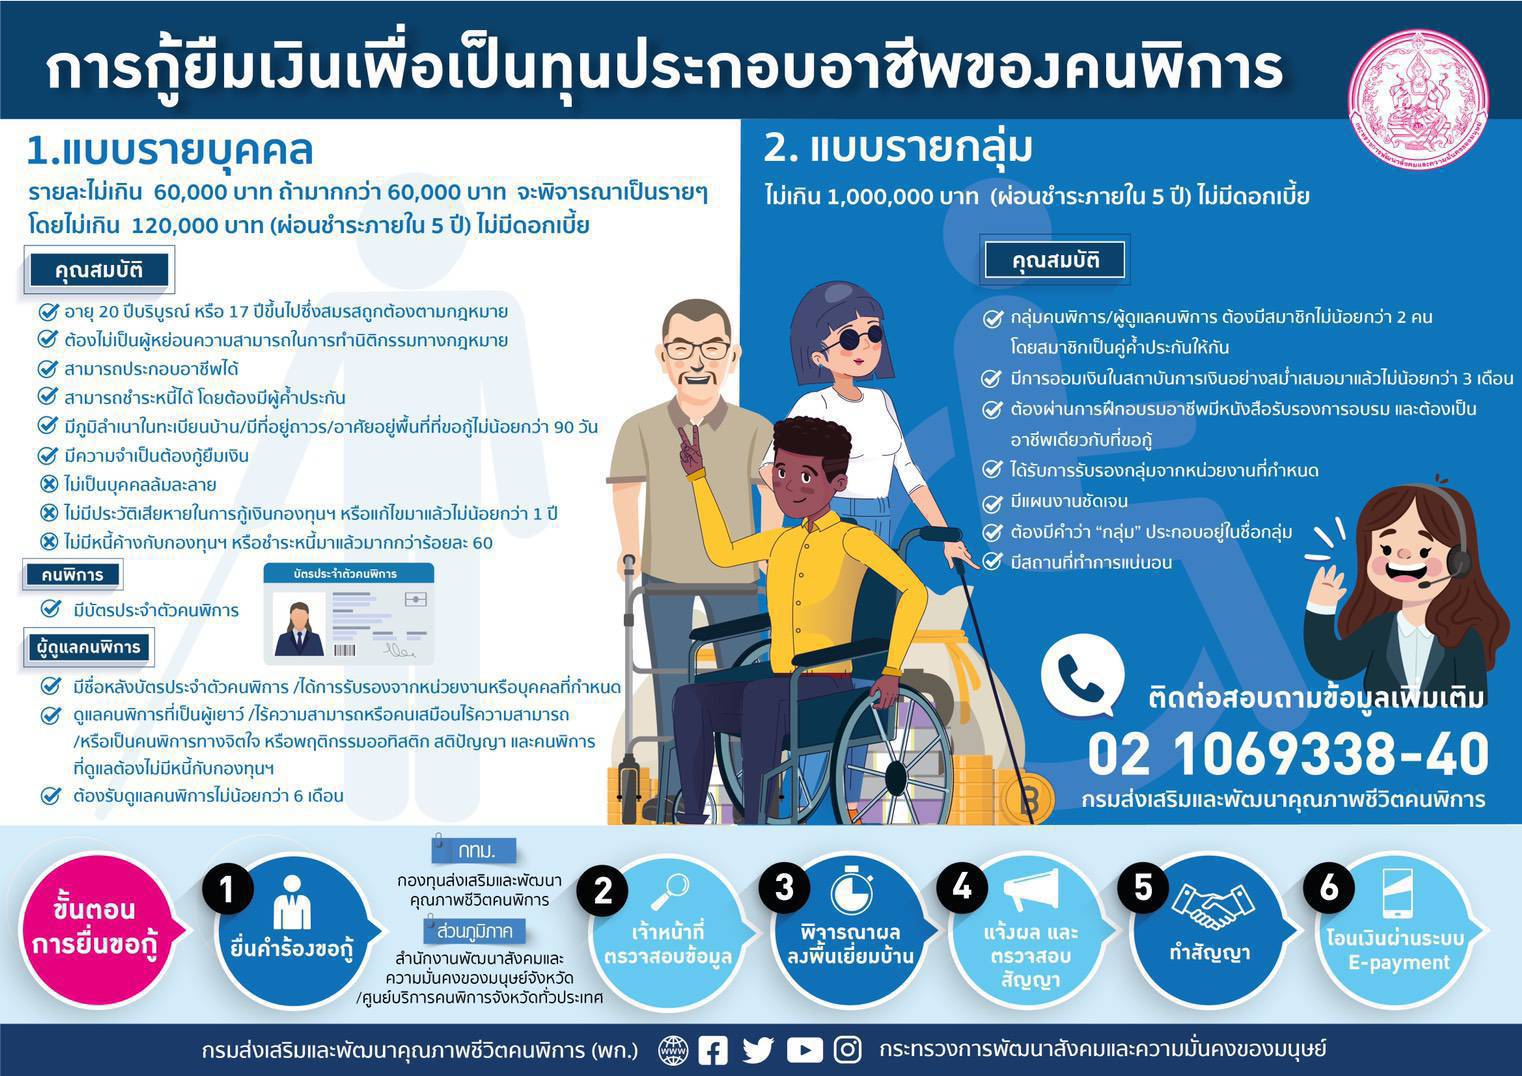 การกู้ยืมเงินเพื่อเป็นทุนประกอบอาชีพของคนพิการ
กระทรวงการพัฒนาสังคมและความมั่นคงของมนุษย์
1.แบบรายบุคคล
รายละไม่เกิน 60,000 บาท ถ้ามากกว่า 60,000 บาท จะพิจารณาเป็นรายๆ
โดยไม่เกิน 120,000 บาท (ผ่อนชำระภายใน 5 ปี) ไม่มีดอกเบี้ย
คุณสมบัติ
อายุ 20 ปีบริบูรณ์ หรือ 17 ปีขึ้นไปซึ่งสมรสถูกต้องตามกฎหมาย
ต้องไม่เป็นผู้หย่อนความสามารถในการทำนิติกรรมทางกฎหมาย
สามารถประกอบอาชีพได้
สามารถชำระหนี้ได้ โดยต้องมีผู้ค้ำประกัน
มีภูมิลำเนาในทะเบียนบ้าน/มีที่อยู่ถาวร/อาศัยอยู่พื้นที่ที่ขอกู้ไม่น้อยกว่า 90 วัน
มีความจำเป็นต้องกู้ยืมเงิน
ไม่เป็นบุคคลล้มละลาย
ไม่มีประวัติเสียหายในการกู้เงินกองทุนฯ หรือแก้ไขมาแล้วไม่น้อยกว่า 1 ปี
ไม่มีหนี้ค้างกับกองทุนฯ หรือชำระหนี้มาแล้วมากกว่าร้อยละ 60
คนพิการ
มีบัตรประจำตัวคนพิการ
บัตรประจำตัวคนพิการ
ผู้ดูแลคนพิการ
มีชื่อหลังบัตรประจำตัวคนพิการ /ได้การรับรองจากหน่วยงานหรือบุคคลที่กำหนด
ดูแลคนพิการที่เป็นผู้เยาว์ /ไร้ความสามารถหรือคนเสมือนไร้ความสามารถ
/หรือเป็นคนพิการทางจิตใจ หรือพฤติกรรมออทิสติก สติปัญญา และคนพิการ
ที่ดูแลต้องไม่มีหนี้กับกองทุนฯ
ต้องรับดูแลคนพิการไม่น้อยกว่า 6 เดือน
2. แบบรายกลุ่ม
ไม่เกิน 1,000,000 บาท (ผ่อนชำระภายใน 5 ปี) ไม่มีดอกเบี้ย
คุณสมบัติ
กลุ่มคนพิการ/ผู้ดูแลคนพิการ ต้องมีสมาชิกไม่น้อยกว่า 2 คน
โดยสมาชิกเป็นคู่ค้ำประกันให้กัน
มีการออมเงินในสถาบันการเงินอย่างสม่ำเสมอมาแล้วไม่น้อยกว่า 3 เดือน
ต้องผ่านการฝึกอบรมอาชีพมีหนังสือรับรองการอบรม และต้องเป็น
อาชีพเดียวกับที่ขอกู้
ได้รับการรับรองกลุ่มจากหน่วยงานที่กำหนด
มีแผนงานชัดเจน
ต้องมีคำว่า “กลุ่ม” ประกอบอยู่ในชื่อกลุ่ม
มีสถานที่ทำการแน่นอน
ติดต่อสอบถามข้อมูลเพิ่มเติม
02 1069338-40
กรมส่งเสริมและพัฒนาคุณภาพชีวิตคนพิการ
ขั้นตอน
การยื่นขอกู้
1
ยื่นคำร้องขอกู้
กทม.
กองทุนส่งเสริมและพัฒนา
คุณภาพชีวิตคนพิการ
ส่วนภูมิภาค
สำนักงานพัฒนาสังคมและ
ความมั่นคงของมนุษย์จังหวัด
/ศูนย์บริการคนพิการจังหวัดทั่วประเทศ
2
เจ้าหน้าที่
ตรวจสอบข้อมูล
3
พิจารณาผล
ลงพื้นเยี่ยมบ้าน
4
แจ้งผล และ
ตรวจสอบ
สัญญา
5
ทำสัญญา
6
โอนเงินผ่านระบบ
E-payment
กรมส่งเสริมและพัฒนาคุณภาพชีวิตคนพิการ (พก.) www กระทรวงการพัฒนาสังคมและความมั่นคงของมนุษย์